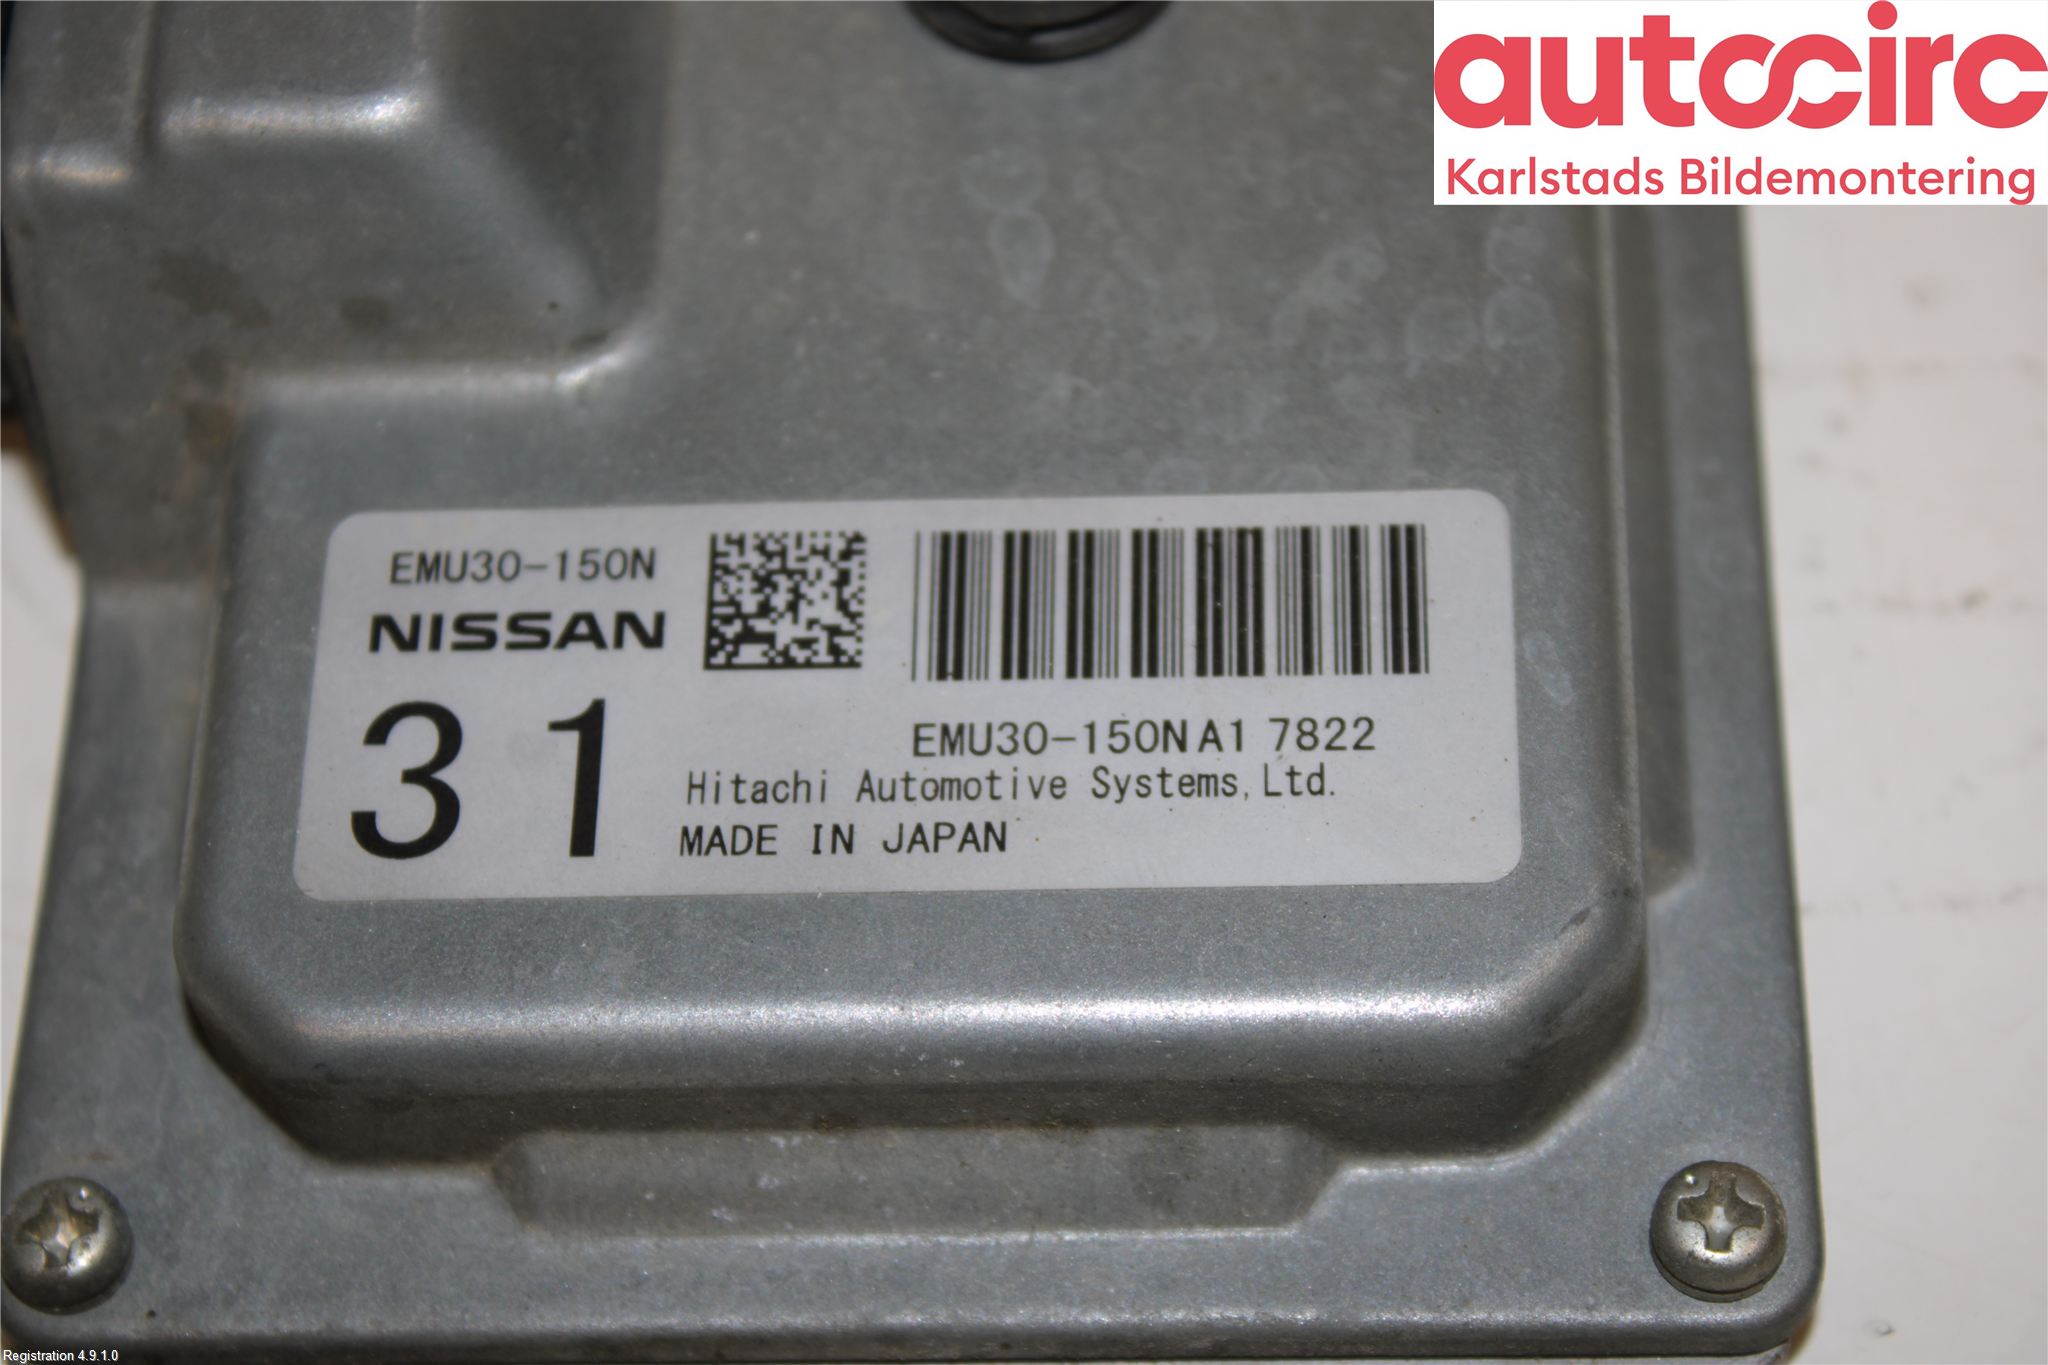 autocirc
Karlstads Bildemontering
EMU30-150N
NISSAN
31
EMU30-150NA1 7822
Hitachi Automotive Systems,Ltd.
MADE IN JAPAN
Registration 4.9.1.0